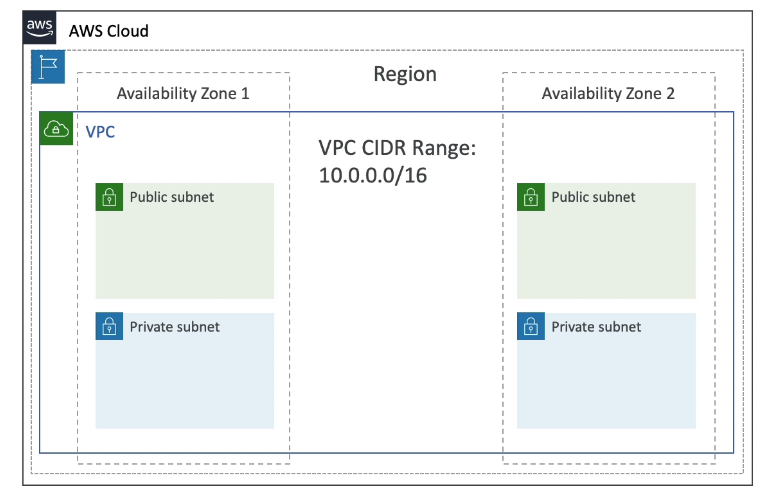 aws
AWS Cloud
Region
Availability Zone 1
Availability Zone 2
VPC
VPC CIDR Range:
10.0.0.0/16
Public subnet
Public subnet
Private subnet
Private subnet